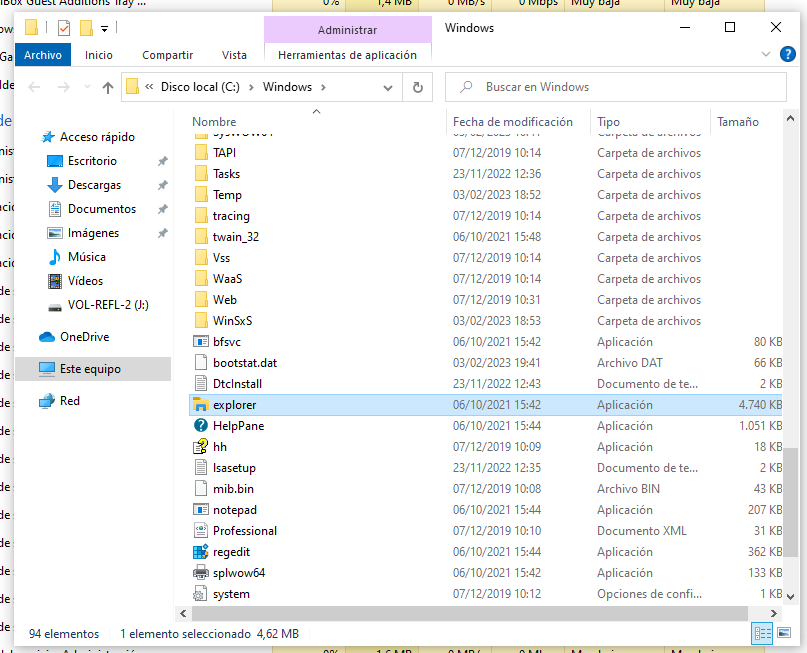 Box Guest Additions Tray ... 0% 1,4 MB 0 MB/s 0 Mbps Muy baja Muy baja
Administrar Windows
Archivo Inicio Compartir Vista Herramientas de aplicación
« Disco local (C:) > Windows > Buscar en Windows
Nombre Fecha de modificación Tipo Tamaño
Acceso rápido
Escritorio
Descargas
Documentos
Imágenes
Música
Vídeos
VOL-REFL-2 (J:)
OneDrive
Este equipo
Red
SysWOW64 03/02/2023 Carpeta de archivos
TAPI 07/12/2019 10:14 Carpeta de archivos
Tasks 23/11/2022 12:36 Carpeta de archivos
Temp 03/02/2023 18:52 Carpeta de archivos
tracing 07/12/2019 10:14 Carpeta de archivos
twain_32 06/10/2021 15:48 Carpeta de archivos
Vss 07/12/2019 10:14 Carpeta de archivos
WaaS 07/12/2019 10:14 Carpeta de archivos
Web 07/12/2019 10:31 Carpeta de archivos
WinSxS 03/02/2023 18:53 Carpeta de archivos
bfsvc 06/10/2021 15:42 Aplicación 80 KB
bootstat.dat 03/02/2023 19:41 Archivo DAT 66 KB
DtcInstall 23/11/2022 12:43 Documento de te... 2 KB
explorer 06/10/2021 15:42 Aplicación 4.740 KB
HelpPane 06/10/2021 15:44 Aplicación 1.051 KB
hh 07/12/2019 10:09 Aplicación 18 KB
lsasetup 23/11/2022 12:35 Documento de te... 2 KB
mib.bin 07/12/2019 10:08 Archivo BIN 43 KB
notepad 06/10/2021 15:44 Aplicación 207 KB
Professional 07/12/2019 10:10 Documento XML 31 KB
regedit 06/10/2021 15:44 Aplicación 362 KB
splwow64 06/10/2021 15:42 Aplicación 133 KB
system 07/12/2019 10:12 Opciones de confi... 1 KB
94 elementos 1 elemento seleccionado 4,62 MB